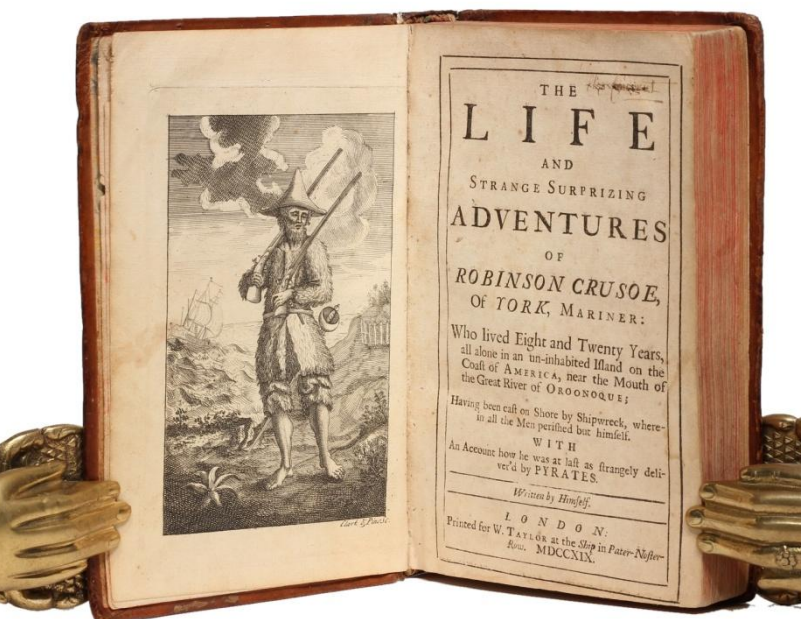 Clark & Pine
THE
LIFE
AND
STRANGE SURPRIZING
ADVENTURES
OF
ROBINSON CRUSOE,
Of YORK, MARINER:
Who lived Eight and Twenty Years,
all alone in an un-inhabited Iſland on the
Coaſt of AMERICA, near the Mouth of
the Great River of OROONOQUE;
Having been caſt on Shore by Shipwreck, where-
in all the Men periſhed but himſelf.
WITH
An Account how he was at laſt as ſtrangely deli-
ver'd by PYRATES.
Written by Himſelf.
LONDON:
Printed for W. TAYLOR at the Ship in Pater-Noſter-
Row. MDCCXIX.